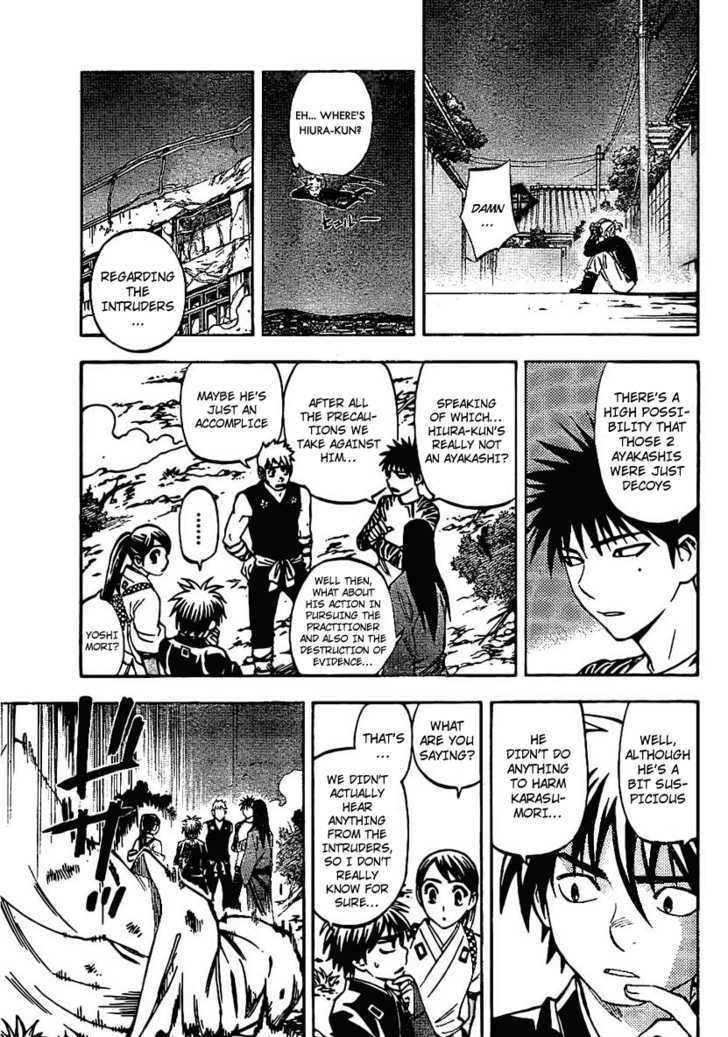 DAMN
...
EH... WHERE'S
HIURA-KUN?
REGARDING
THE
INTRUDERS
...
THERE'S A
HIGH POSSI-
BILITY THAT
THOSE 2
AYAKASHIS
WERE JUST
DECOYS
SPEAKING
OF WHICH...
HIURA-KUN'S
REALLY NOT
AN AYAKASHI?
AFTER ALL
THE PRECAU-
TIONS WE
TAKE AGAINST
HIM...
MAYBE HE'S
JUST AN
ACCOMPLICE
WELL THEN,
WHAT ABOUT
HIS ACTION IN
PURSUING THE
PRACTITIONER
AND ALSO IN THE
DESTRUCTION OF
EVIDENCE...
......
YOSHI
MORI?
WELL,
ALTHOUGH
HE'S A
BIT SUS-
PICIOUS
HE
DIDN'T DO
ANYTHING
TO HARM
KARASU-
MORI...
WHAT
ARE YOU
SAYING?
THAT'S
...
WE DIDN'T
ACTUALLY
HEAR
ANYTHING
FROM THE
INTRUDERS,
SO I DON'T
REALLY
KNOW FOR
SURE...